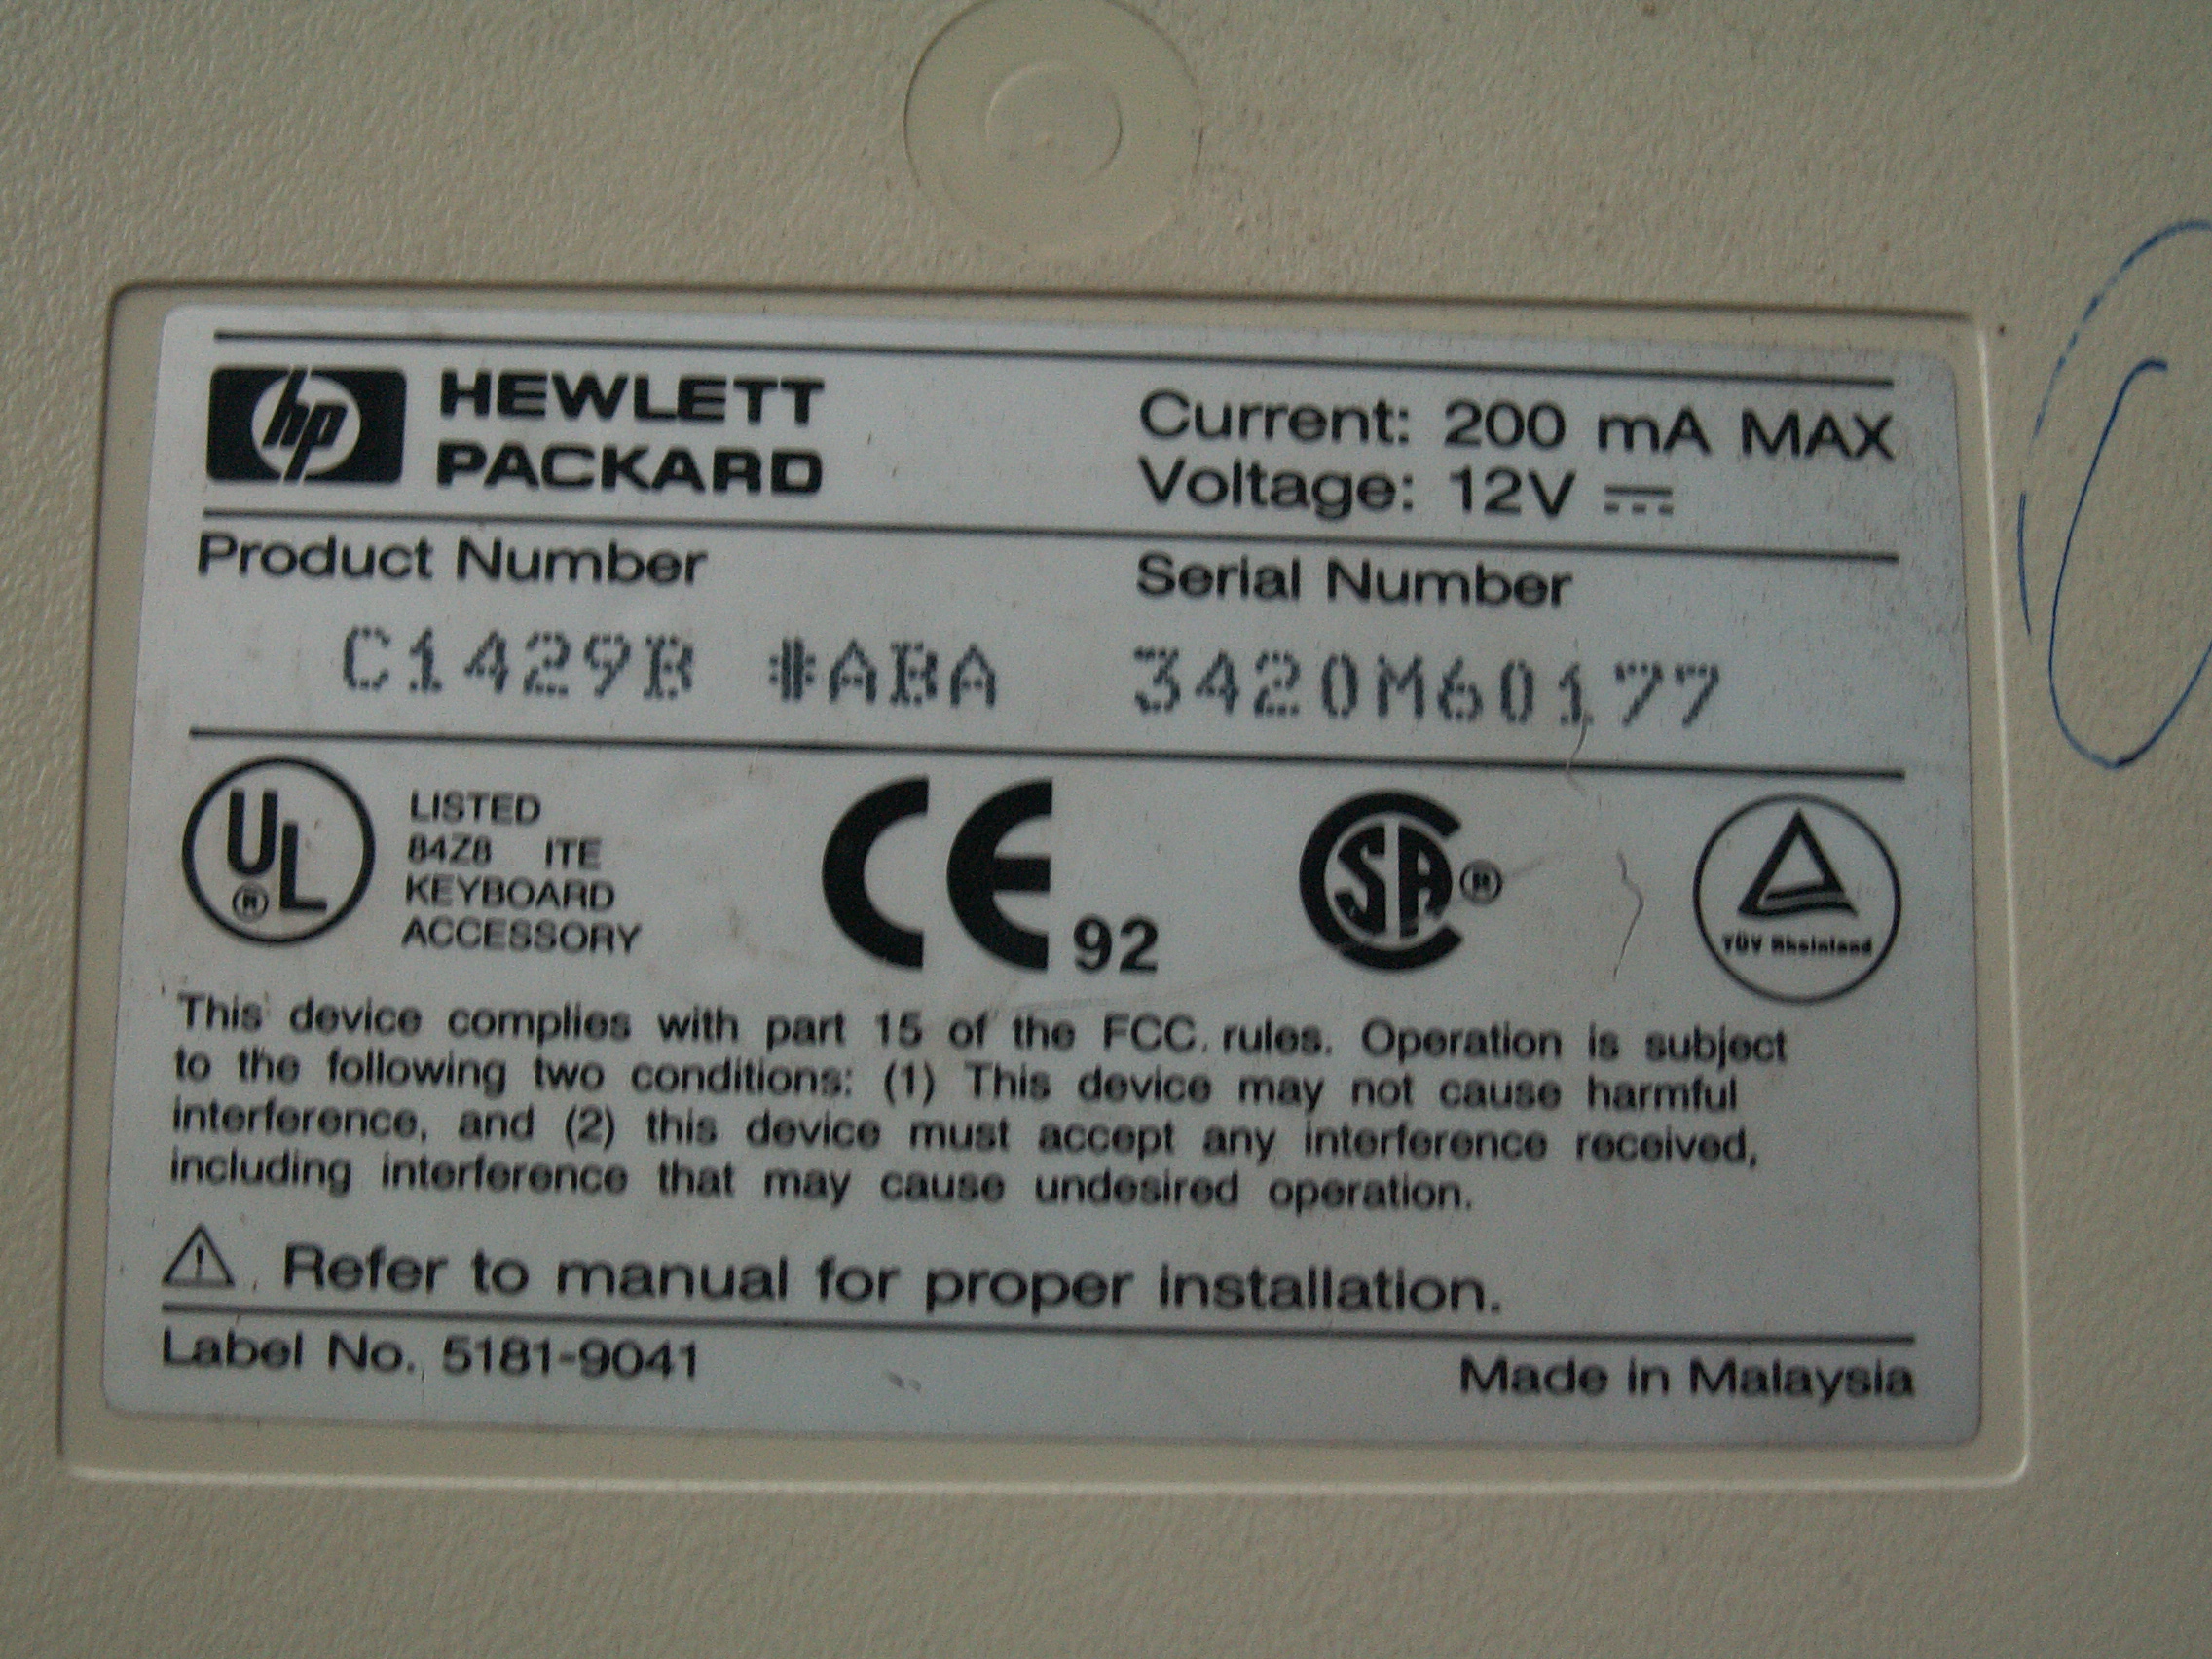 hp HEWLETT PACKARD
Current: 200 mA MAX
Voltage: 12V
Product Number
Serial Number
C1429B #ABA
3420M60177
UL ®
LISTED
84Z8 ITE
KEYBOARD
ACCESSORY
CE 92
SA ®
TÜV Rheinland
This device complies with part 15 of the FCC. rules. Operation is subject
to the following two conditions: (1) This device may not cause harmful
interference, and (2) this device must accept any interference received,
including interference that may cause undesired operation.
! Refer to manual for proper installation.
Label No. 5181-9041
Made in Malaysia